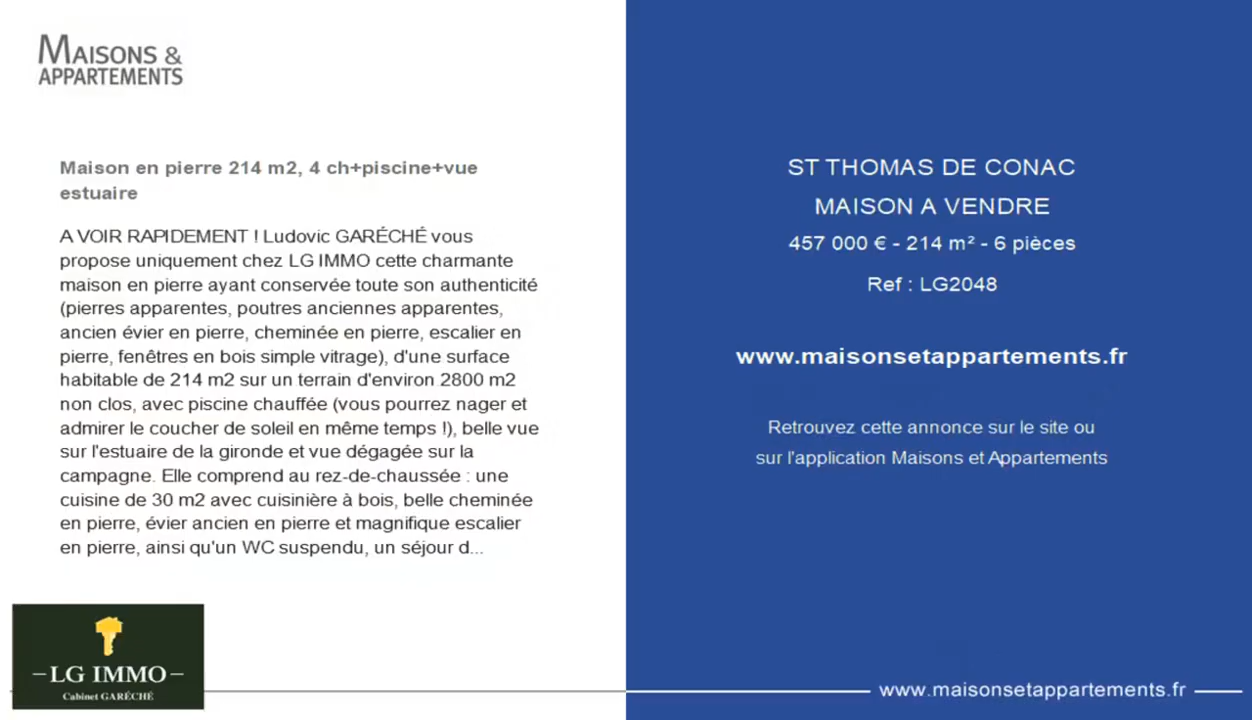 MAISONS &
APPARTEMENTS
Maison en pierre 214 m2, 4 ch+piscine+vue
estuaire
A VOIR RAPIDEMENT ! Ludovic GARÉCHÉ vous
propose uniquement chez LG IMMO cette charmante
maison en pierre ayant conservée toute son authenticité
(pierres apparentes, poutres anciennes apparentes,
ancien évier en pierre, cheminée en pierre, escalier en
pierre, fenêtres en bois simple vitrage), d'une surface
habitable de 214 m2 sur un terrain d'environ 2800 m2
non clos, avec piscine chauffée (vous pourrez nager et
admirer le coucher de soleil en même temps !), belle vue
sur l'estuaire de la gironde et vue dégagée sur la
campagne. Elle comprend au rez-de-chaussée : une
cuisine de 30 m2 avec cuisinière à bois, belle cheminée
en pierre, évier ancien en pierre et magnifique escalier
en pierre, ainsi qu'un WC suspendu, un séjour d...
LG IMMO
Cabinet GARÉCHÉ
ST THOMAS DE CONAC
MAISON A VENDRE
457 000 € - 214 m² - 6 pièces
Ref : LG2048
www.maisonsetappartements.fr
Retrouvez cette annonce sur le site ou
sur l'application Maisons et Appartements
www.maisonsetappartements.fr